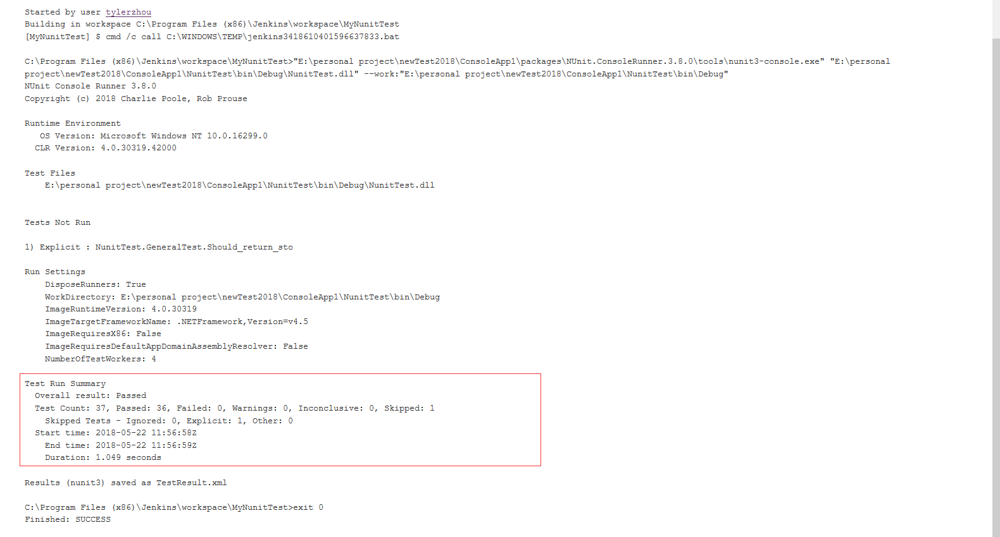 Started by user tylerzhou
Building in workspace C:\Program Files (x86)\Jenkins\workspace\MyNunitTest
[MyNunitTest] $ cmd /c call C:\WINDOWS\TEMP\jenkins3418610401596637833.bat
C:\Program Files (x86)\Jenkins\workspace\MyNunitTest>"E:\personal project\newTest2018\ConsoleApp1\packages\NUnit.ConsoleRunner.3.8.0\tools\nunit3-console.exe" "E:\personal
project\newTest2018\ConsoleApp1\NunitTest\bin\Debug\NunitTest.dll" --work:"E:\personal project\newTest2018\ConsoleApp1\NunitTest\bin\Debug"
NUnit Console Runner 3.8.0
Copyright (c) 2018 Charlie Poole, Rob Prouse
Runtime Environment
OS Version: Microsoft Windows NT 10.0.16299.0
CLR Version: 4.0.30319.42000
Test Files
E:\personal project\newTest2018\ConsoleApp1\NunitTest\bin\Debug\NunitTest.dll
Tests Not Run
1) Explicit : NunitTest.GeneralTest.Should_return_sto
Run Settings
DisposeRunners: True
WorkDirectory: E:\personal project\newTest2018\ConsoleApp1\NunitTest\bin\Debug
ImageRuntimeVersion: 4.0.30319
ImageTargetFrameworkName: .NETFramework,Version=v4.5
ImageRequiresX86: False
ImageRequiresDefaultAppDomainAssemblyResolver: False
NumberOfTestWorkers: 4
Test Run Summary
Overall result: Passed
Test Count: 37, Passed: 36, Failed: 0, Warnings: 0, Inconclusive: 0, Skipped: 1
Skipped Tests - Ignored: 0, Explicit: 1, Other: 0
Start time: 2018-05-22 11:56:58Z
End time: 2018-05-22 11:56:59Z
Duration: 1.049 seconds
Results (nunit3) saved as TestResult.xml
C:\Program Files (x86)\Jenkins\workspace\MyNunitTest>exit 0
Finished: SUCCESS